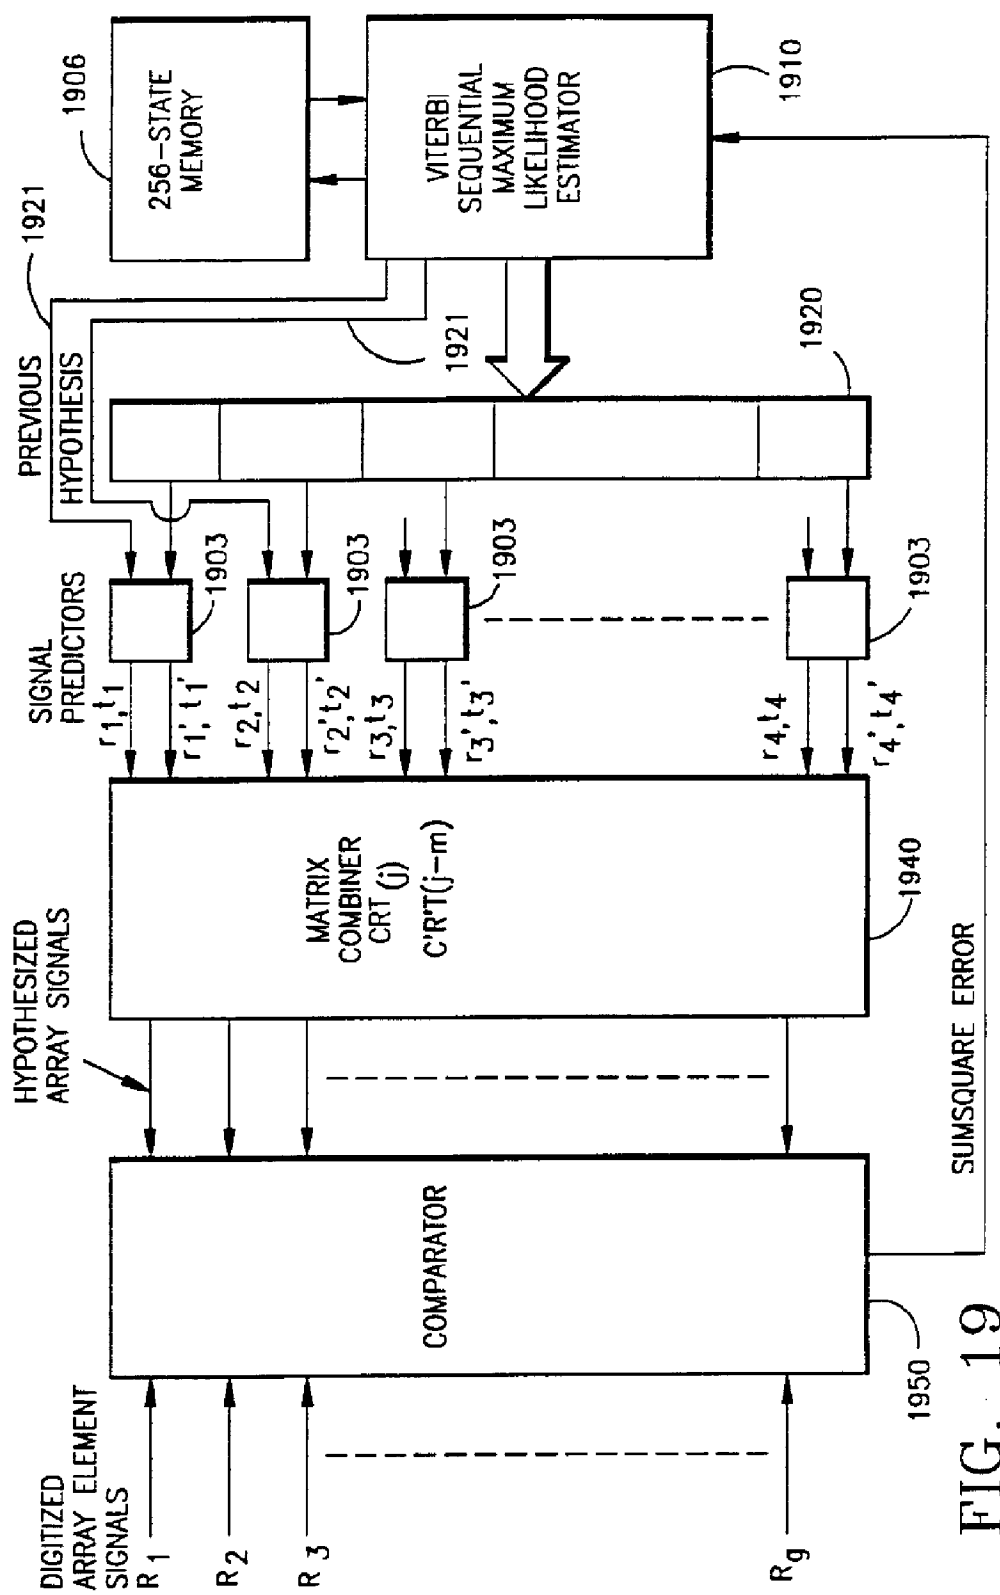 DIGITIZED
ARRAY ELEMENT
SIGNALS
R1
R2
R3
Rg
COMPARATOR
1950
HYPOTHESIZED
ARRAY SIGNALS
MATRIX
COMBINER
CRT(j)
C'R'T(j-m)
1940
SUMSQUARE ERROR
SIGNAL
PREDICTORS
r1,t1
r1',t1'
r2,t2
r2',t2'
r3,t3
r3',t3'
r4,t4
r4',t4'
1903
1903
1903
1903
PREVIOUS
HYPOTHESIS
1921
1921
1920
1906
256-STATE
MEMORY
VITERBI
SEQUENTIAL
MAXIMUM
LIKELIHOOD
ESTIMATOR
1910
FIG. 19